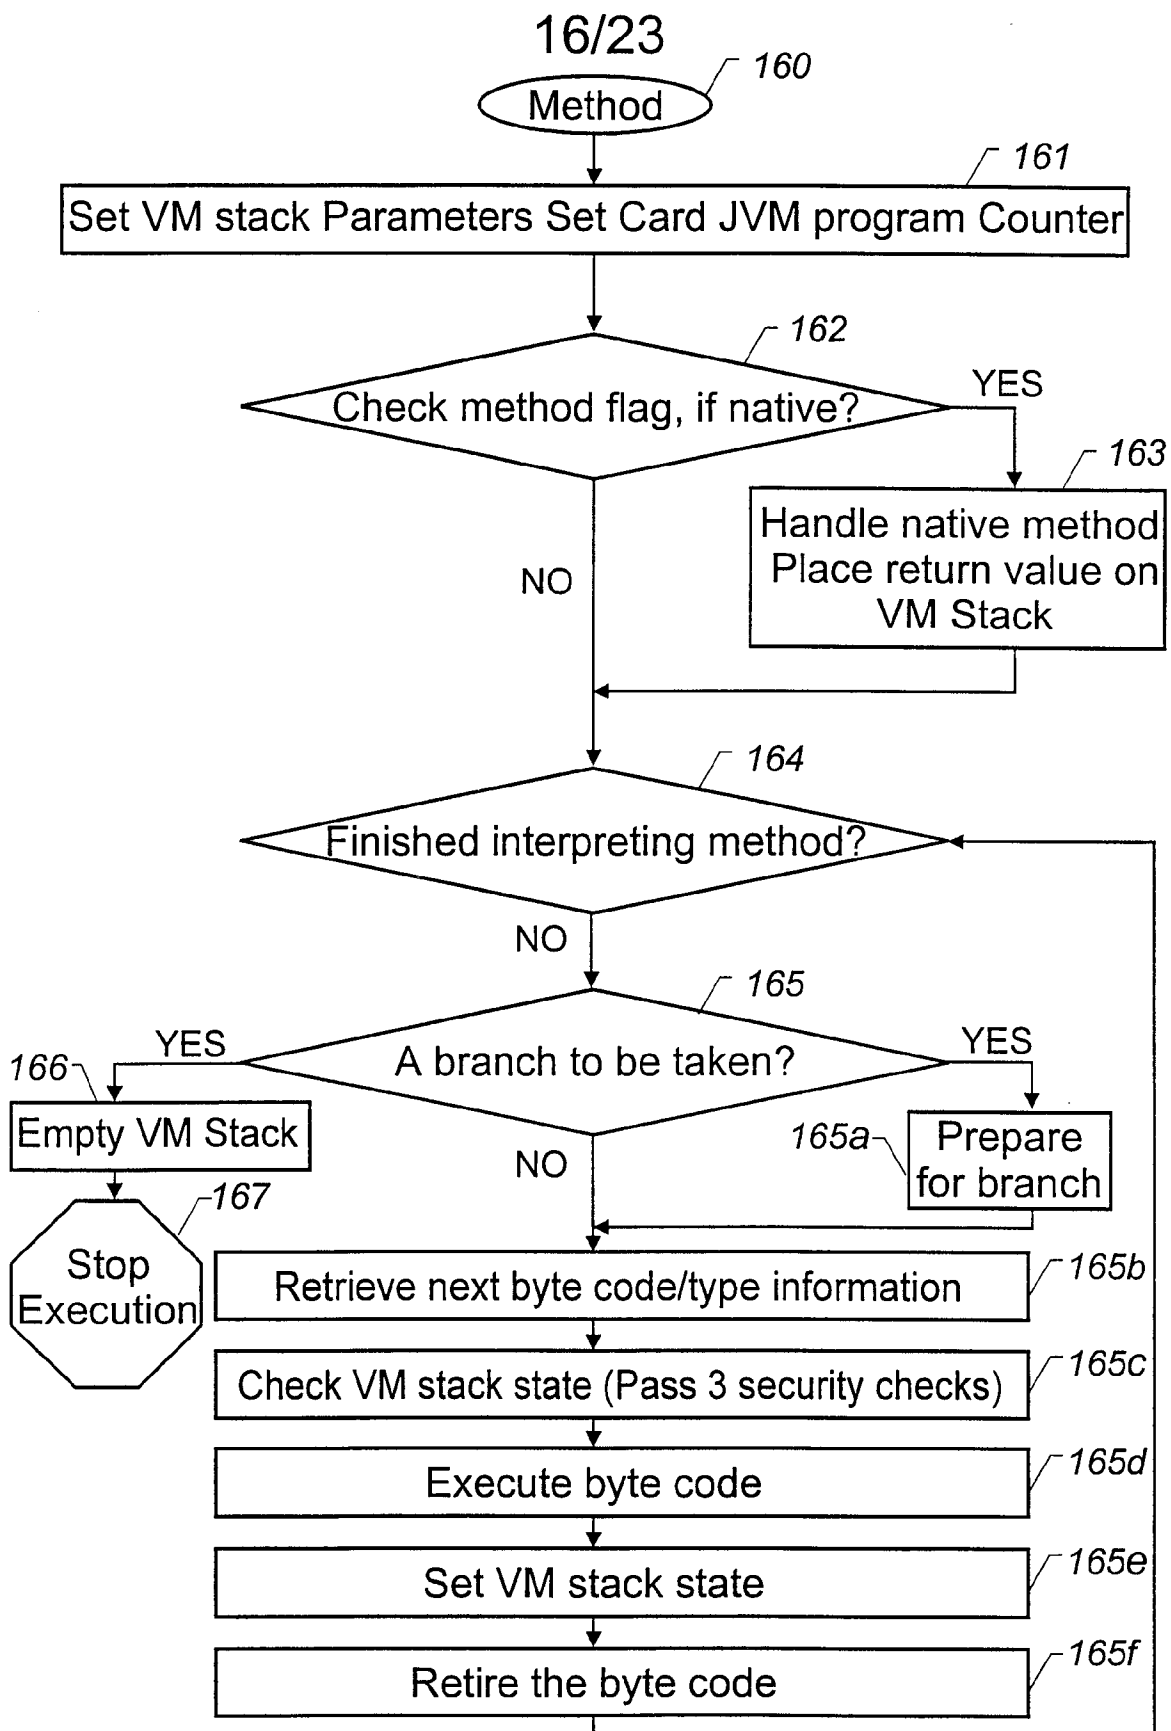 16/23
160
Method
161
Set VM stack Parameters Set Card JVM program Counter
162
Check method flag, if native?
YES
163
Handle native method
Place return value on
VM Stack
NO
164
Finished interpreting method?
NO
165
A branch to be taken?
YES
YES
166
Empty VM Stack
165a
Prepare
for branch
NO
167
Stop
Execution
Retrieve next byte code/type information
165b
Check VM stack state (Pass 3 security checks)
165c
Execute byte code
165d
Set VM stack state
165e
Retire the byte code
165f